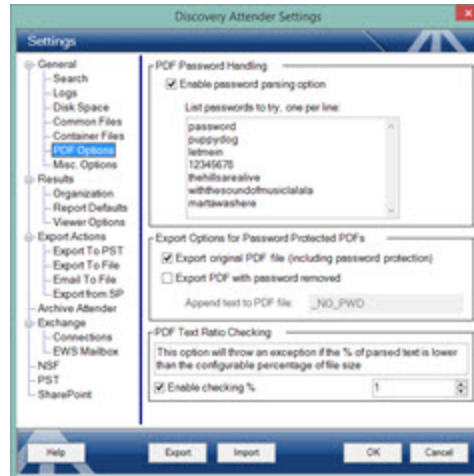 Discovery Attender Settings
Settings
General
Search
Logs
Disk Space
Common Files
Container Files
PDF Options
Misc. Options
Results
Organization
Report Defaults
Viewer Options
Export Actions
Export To PST
Export To File
Email To File
Export from SP
Archive Attender
Exchange
Connections
EWS Mailbox
NSF
PST
SharePoint
PDF Password Handling
Enable password parsing option
List passwords to try, one per line:
password
puppydog
letmein
12345678
thehillsarealive
withthesoundofmusiclalala
martawashere
Export Options for Password Protected PDFs
Export original PDF file (including password protection)
Export PDF with password removed
Append text to PDF file: _NO_PWD
PDF Text Ratio Checking
This option will throw an exception if the % of parsed text is lower
than the configurable percentage of file size
Enable checking % 1
Help Export Import OK Cancel